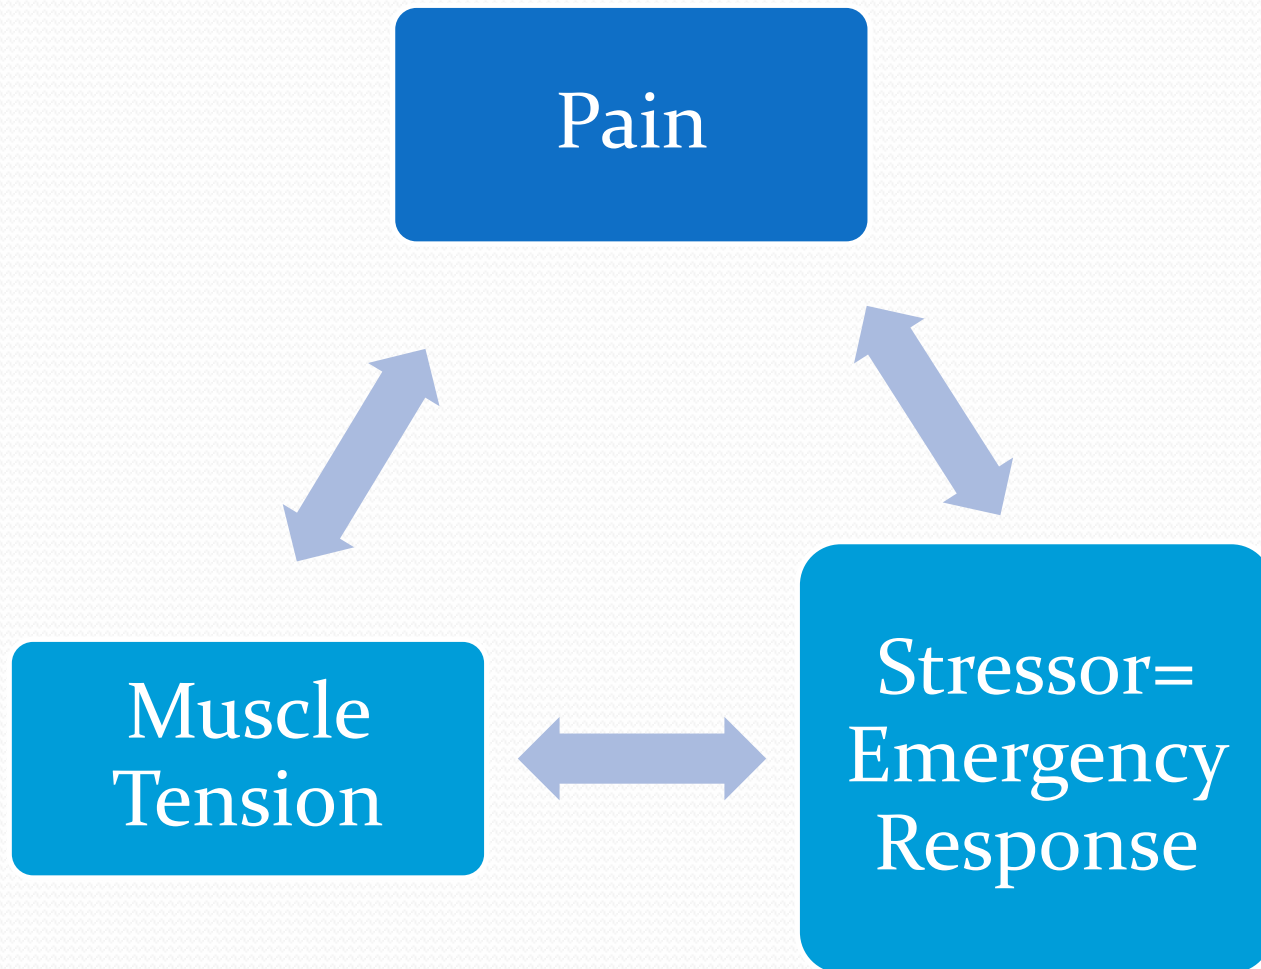 Pain
Muscle
Tension
Stressor=
Emergency
Response